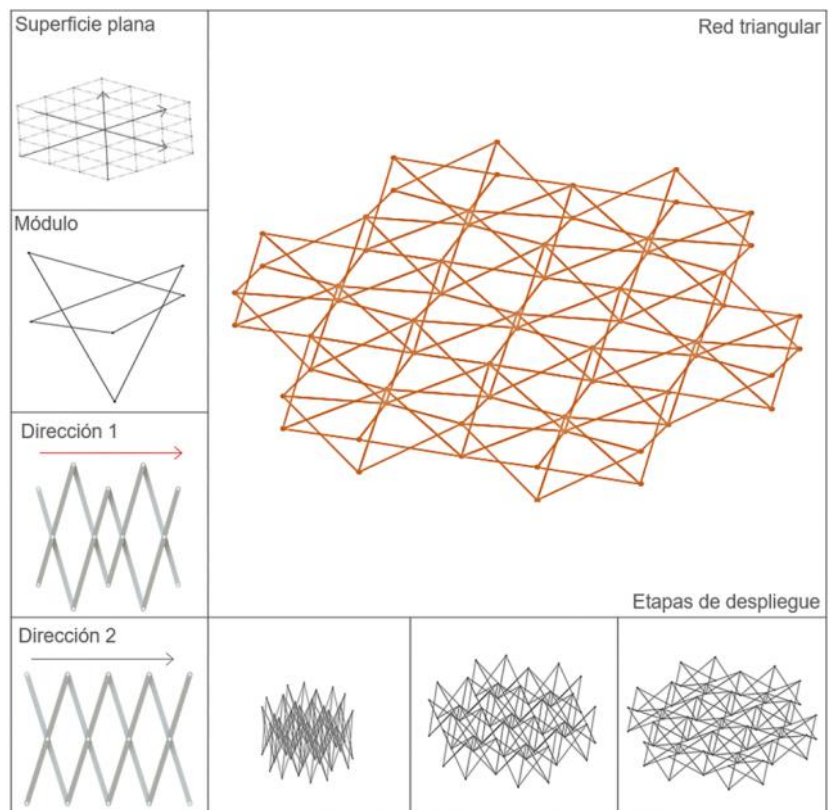 Superficie plana
Red triangular
Módulo
Dirección 1
Etapas de despliegue
Dirección 2